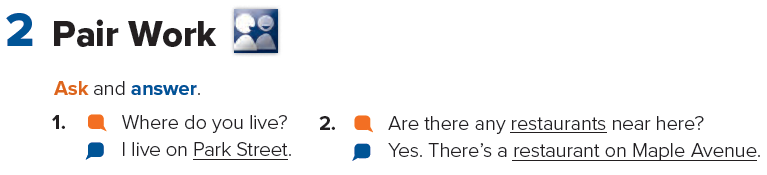 2 Pair Work
Ask and answer.
1. Where do you live?
I live on Park Street.
2. Are there any restaurants near here?
Yes. There's a restaurant on Maple Avenue.